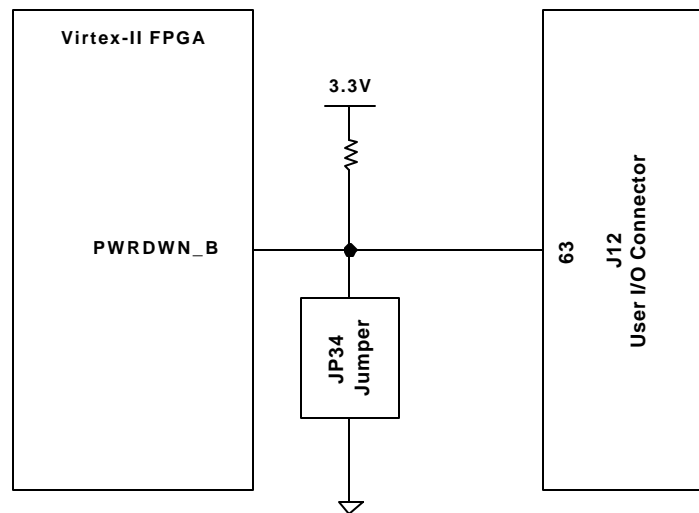 Virtex-II FPGA
3.3V
PWRDWN_B
63
J12
User I/O Connector
JP34
Jumper